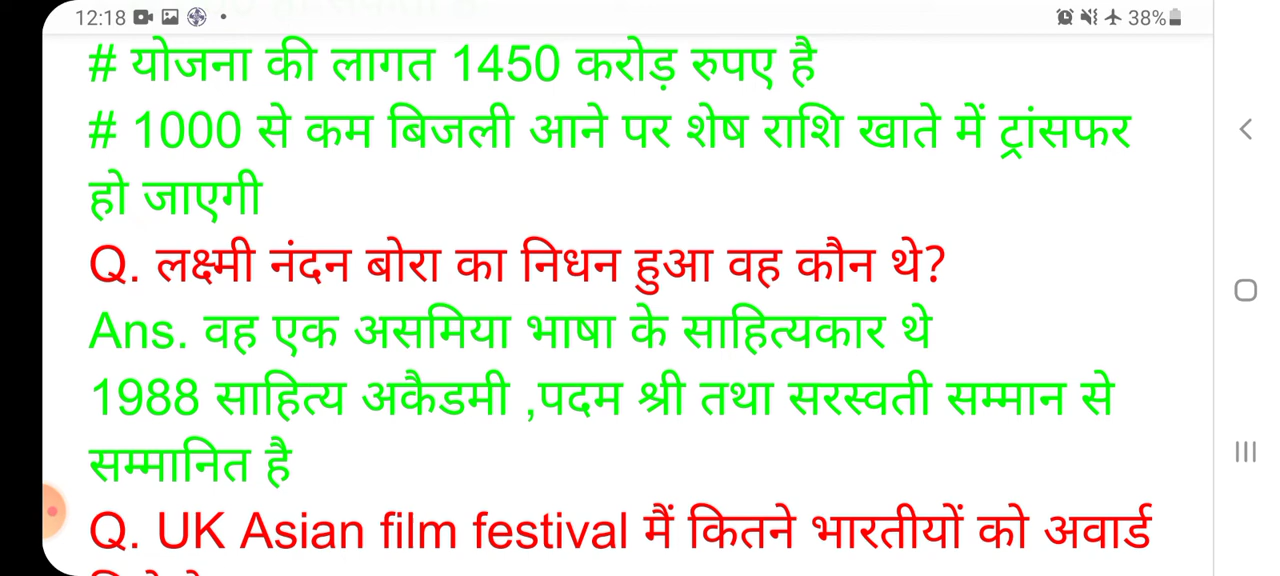 12:18
38%
# योजना की लागत 1450 करोड़ रुपए है
# 1000 से कम बिजली आने पर शेष राशि खाते में ट्रांसफर
हो जाएगी
Q. लक्ष्मी नंदन बोरा का निधन हुआ वह कौन थे?
Ans. वह एक असमिया भाषा के साहित्यकार थे
1988 साहित्य अकैडमी ,पदम श्री तथा सरस्वती सम्मान से
सम्मानित है
Q. UK Asian film festival मैं कितने भारतीयों को अवार्ड